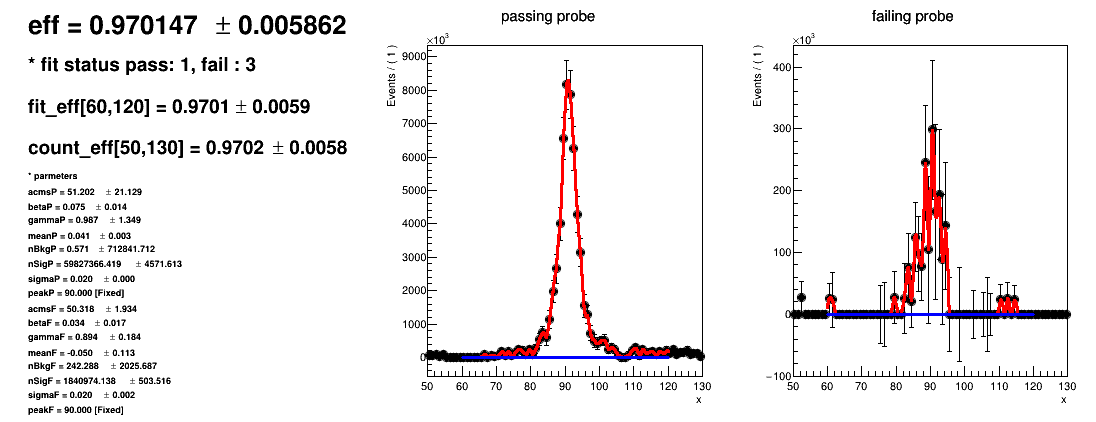 eff = 0.970147 ± 0.005862
* fit status pass: 1, fail : 3
fit_eff[60,120] = 0.9701 ± 0.0059
count_eff[50,130] = 0.9702 ± 0.0058
* parmeters
acmsP = 51.202 ± 21.129
betaP = 0.075 ± 0.014
gammaP = 0.987 ± 1.349
meanP = 0.041 ± 0.003
nBkgP = 0.571 ± 712841.712
nSigP = 59827366.419 ± 4571.613
sigmaP = 0.020 ± 0.000
peakP = 90.000 [Fixed]
acmsF = 50.318 ± 1.934
betaF = 0.034 ± 0.017
gammaF = 0.894 ± 0.184
meanF = -0.050 ± 0.113
nBkgF = 242.288 ± 2025.687
nSigF = 1840974.138 ± 503.516
sigmaF = 0.020 ± 0.002
peakF = 90.000 [Fixed]
passing probe
×10³
Events / ( 1 )
9000
8000
7000
6000
5000
4000
3000
2000
1000
0
50 60 70 80 90 100 110 120 130
x
failing probe
×10³
Events / ( 1 )
400
300
200
100
0
−100
50 60 70 80 90 100 110 120 130
x